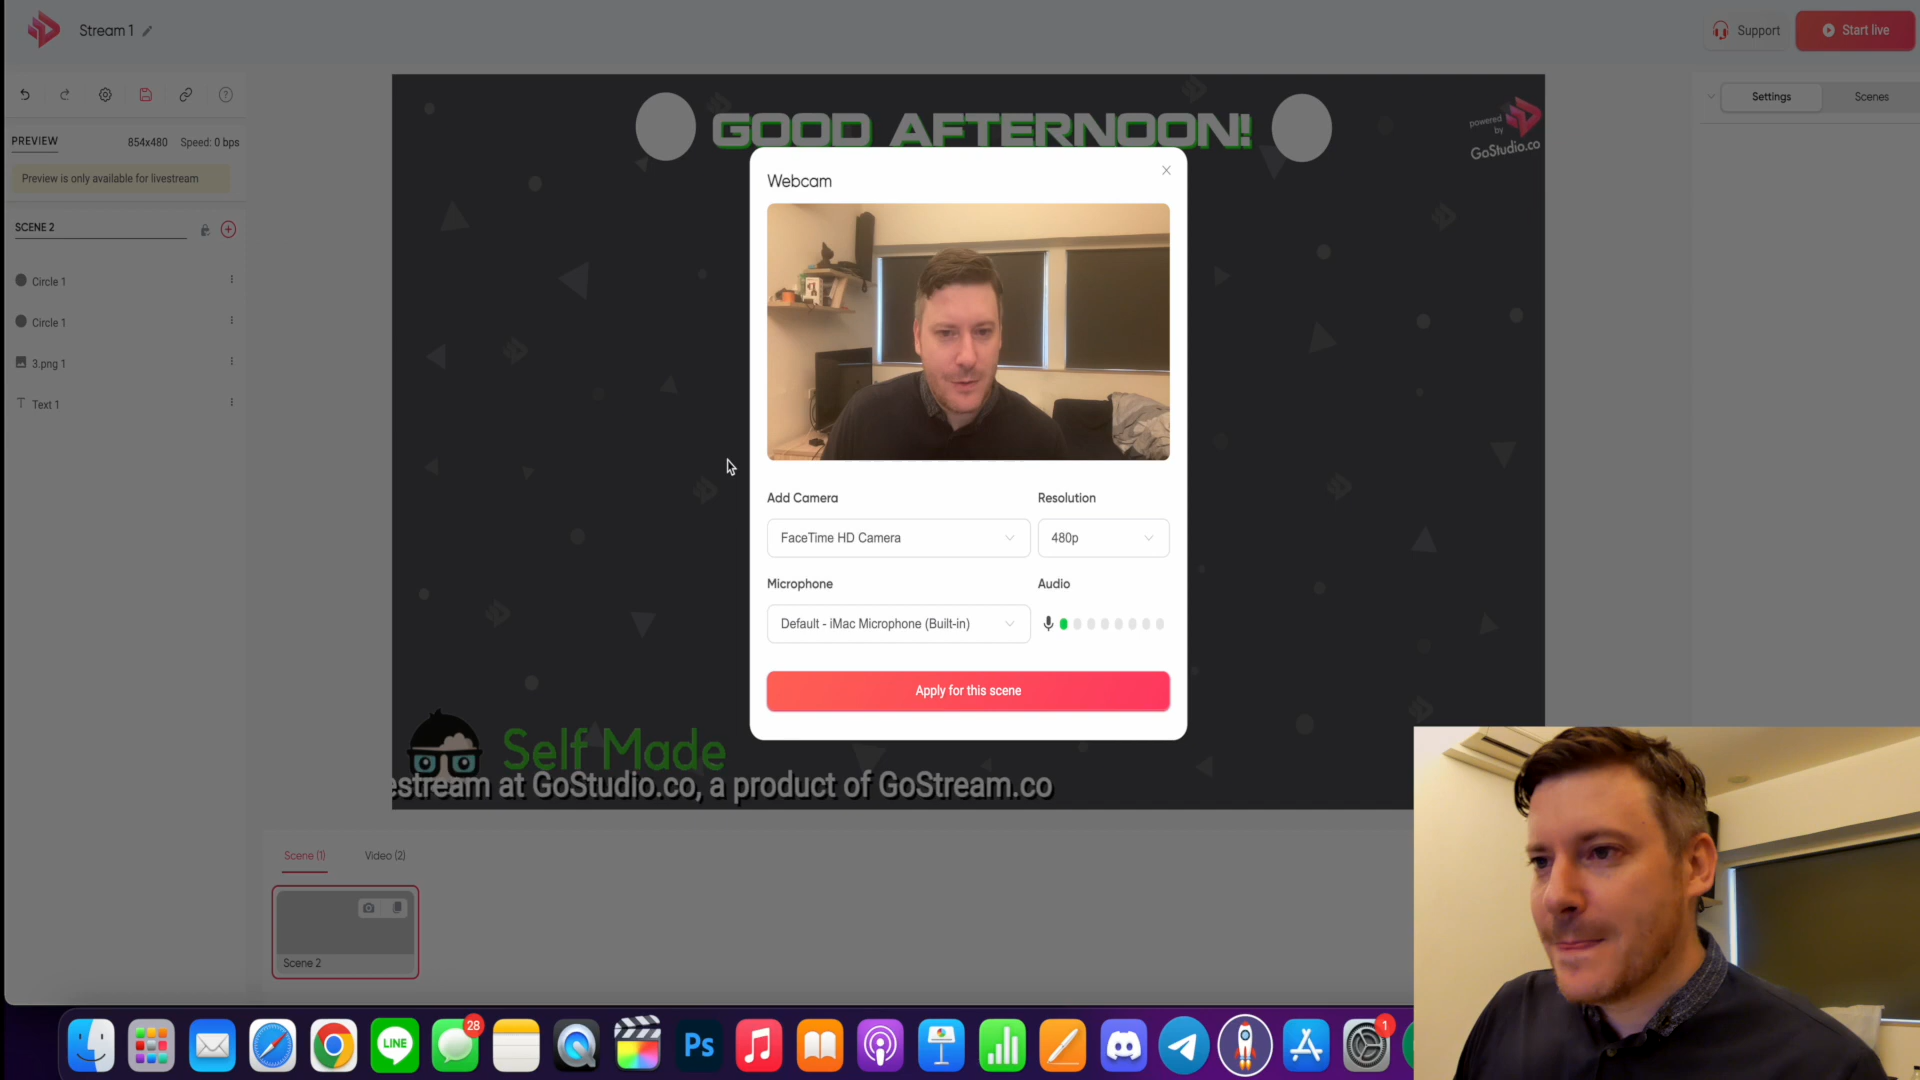 Stream 1
Support
Start live
Settings
Scenes
PREVIEW
854x480
Speed: 0 bps
Preview is only available for livestream
SCENE 2
Circle 1
Circle 1
3.png 1
Text 1
GOOD AFTERNOON!
powered
by
GoStudio.co
Webcam
Add Camera
Resolution
FaceTime HD Camera
480p
Microphone
Audio
Default - iMac Microphone (Built-in)
Apply for this scene
Self Made
estream at GoStudio.co, a product of GoStream.co
Scene (1)
Video (2)
Scene 2
LINE
28
Ps
1